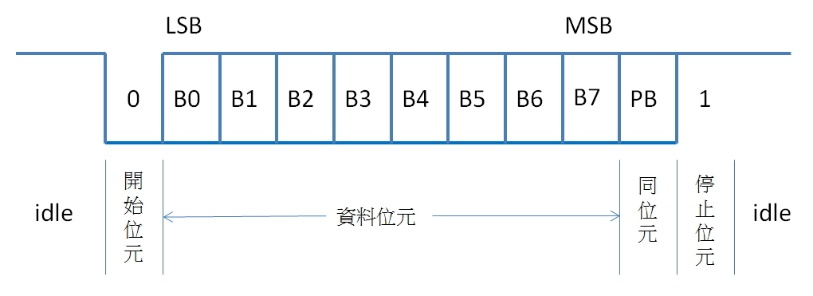 LSB MSB
0 B0 B1 B2 B3 B4 B5 B6 B7 PB 1
idle 開始位元 資料位元 同位元 停止位元 idle